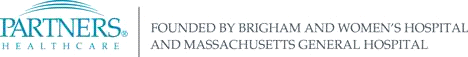 PARTNERS®
HEALTHCARE
FOUNDED BY BRIGHAM AND WOMEN'S HOSPITAL
AND MASSACHUSETTS GENERAL HOSPITAL